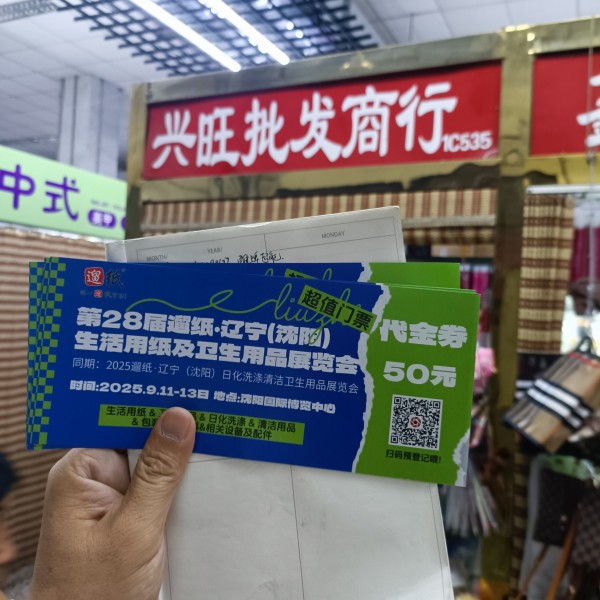 兴旺批发商行
1C535
中式
YEAR/
MONDAY
MONTH/
遛纸
超值门票
第28届遛纸·辽宁(沈阳)
生活用纸及卫生用品展览会
同期：2025遛纸·辽宁（沈阳）日化洗涤清洁卫生用品展览会
时间:2025.9.11-13日 地点:沈阳国际博览中心
生活用纸 & 品 & 日化洗涤 & 清洁用品
& 包 &相关设备及配件
代金券
50元
扫码预登记哦!